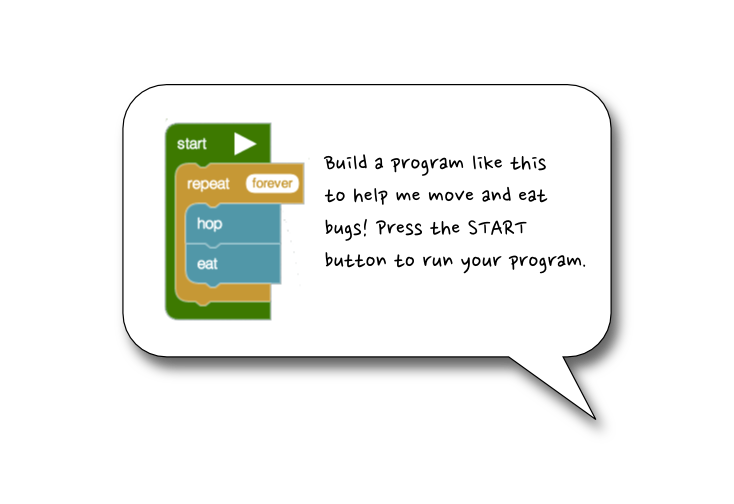 start
repeat forever
hop
eat
Build a program like this
to help me move and eat
bugs! Press the START
button to run your program.